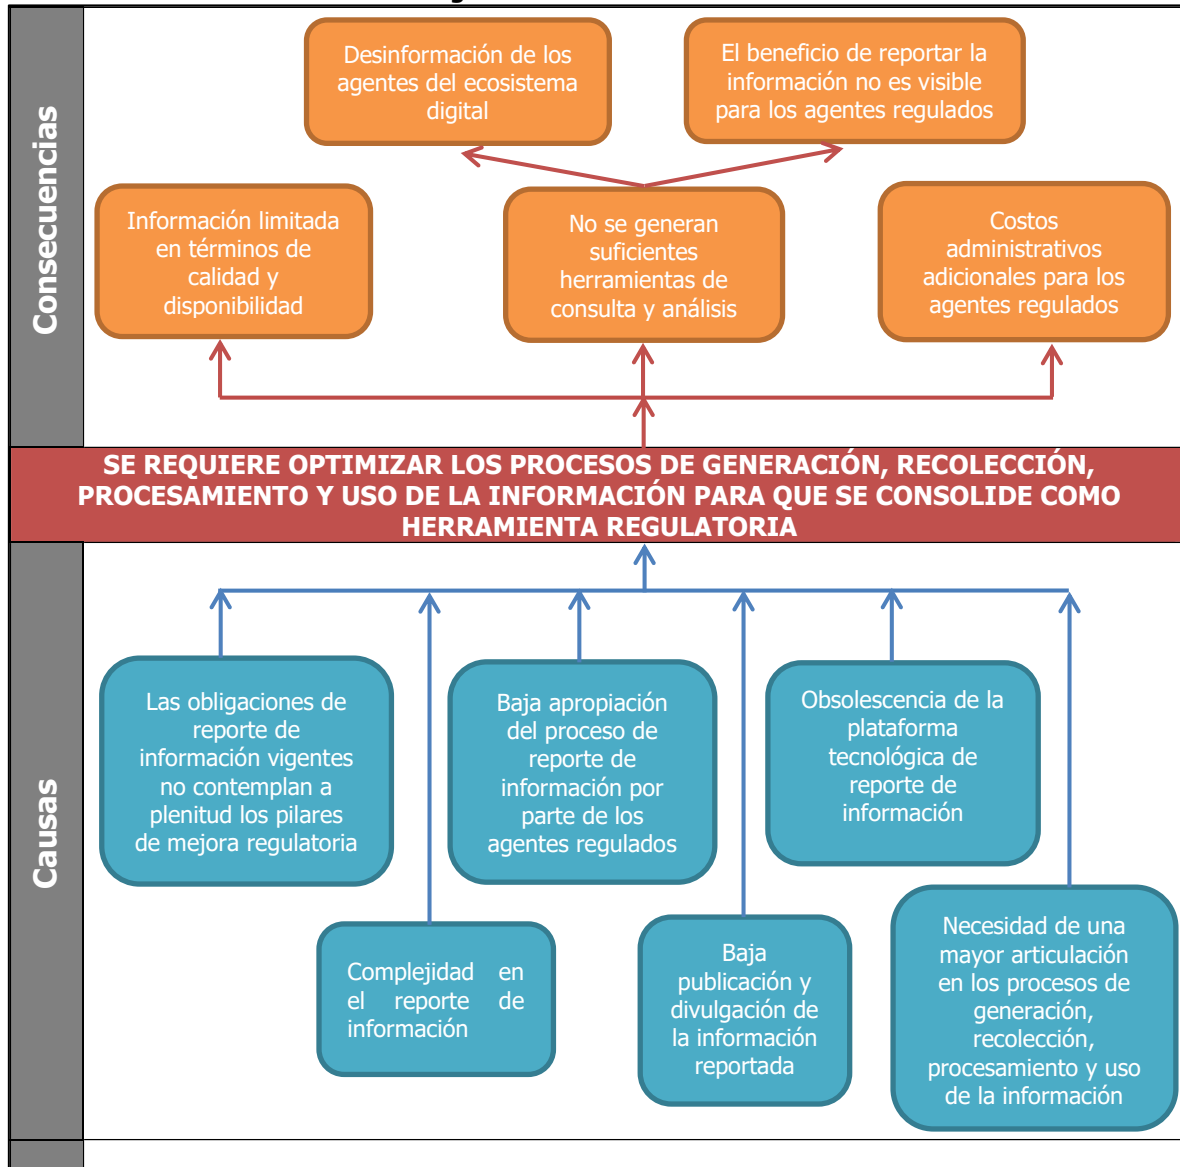 Consecuencias
Desinformación de los
agentes del ecosistema
digital
El beneficio de reportar la
información no es visible
para los agentes regulados
Información limitada
en términos de
calidad y
disponibilidad
No se generan
suficientes
herramientas de
consulta y análisis
Costos
administrativos
adicionales para los
agentes regulados
SE REQUIERE OPTIMIZAR LOS PROCESOS DE GENERACIÓN, RECOLECCIÓN,
PROCESAMIENTO Y USO DE LA INFORMACIÓN PARA QUE SE CONSOLIDE COMO
HERRAMIENTA REGULATORIA
Causas
Las obligaciones de
reporte de
información vigentes
no contemplan a
plenitud los pilares
de mejora regulatoria
Baja apropiación
del proceso de
reporte de
información por
parte de los
agentes regulados
Obsolescencia de la
plataforma
tecnológica de
reporte de
información
Complejidad en
el reporte de
información
Baja
publicación y
divulgación de
la información
reportada
Necesidad de una
mayor articulación
en los procesos de
generación,
recolección,
procesamiento y uso
de la información